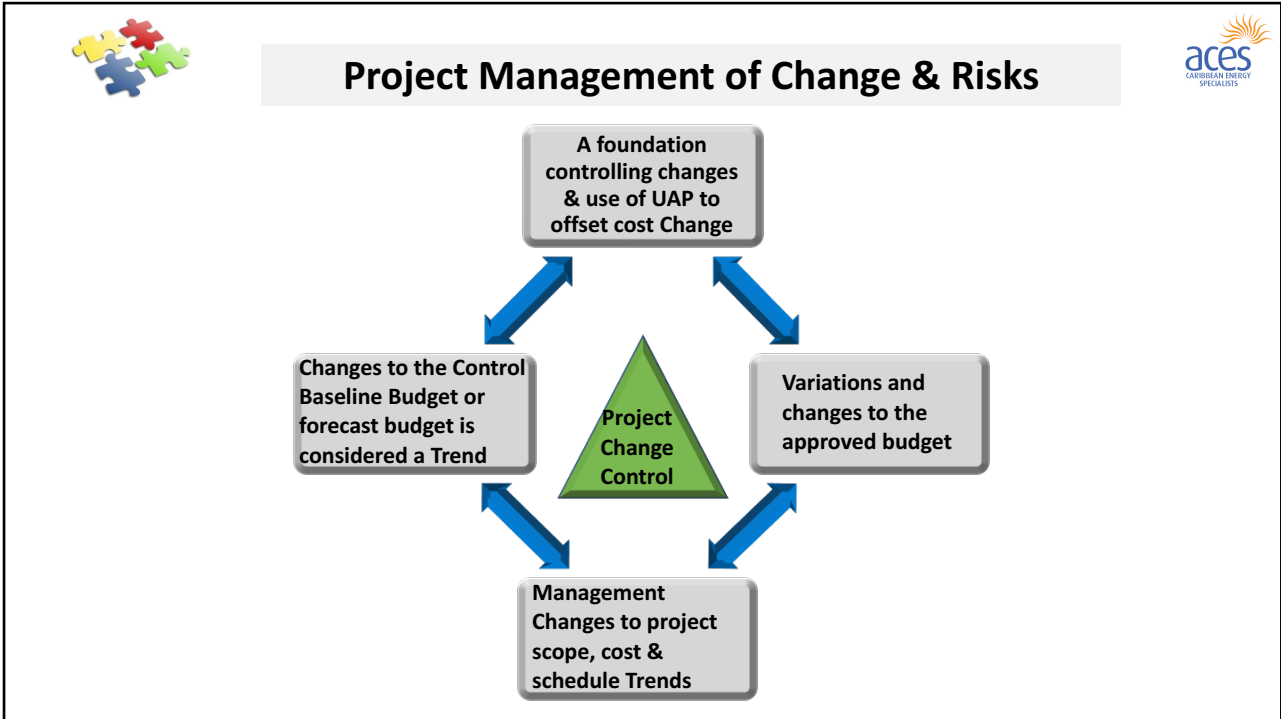 Project Management of Change & Risks
aces
CARIBBEAN ENERGY
SPECIALISTS
A foundation
controlling changes
& use of UAP to
offset cost Change
Changes to the Control
Baseline Budget or
forecast budget is
considered a Trend
Project
Change
Control
Variations and
changes to the
approved budget
Management
Changes to project
scope, cost &
schedule Trends